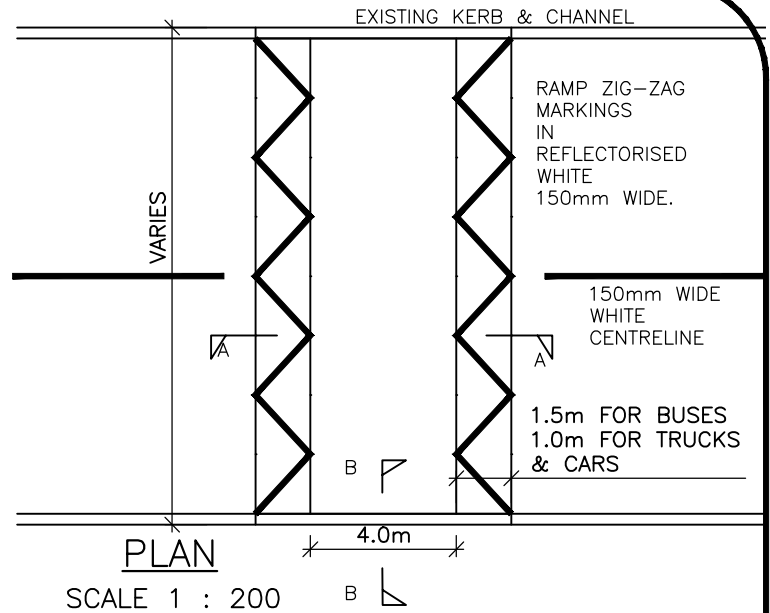 EXISTING KERB & CHANNEL
RAMP ZIG-ZAG
MARKINGS
IN
REFLECTORISED
WHITE
150mm WIDE.
VARIES
150mm WIDE
WHITE
CENTRELINE
A
A
1.5m FOR BUSES
1.0m FOR TRUCKS
& CARS
B
4.0m
PLAN
SCALE 1 : 200
B